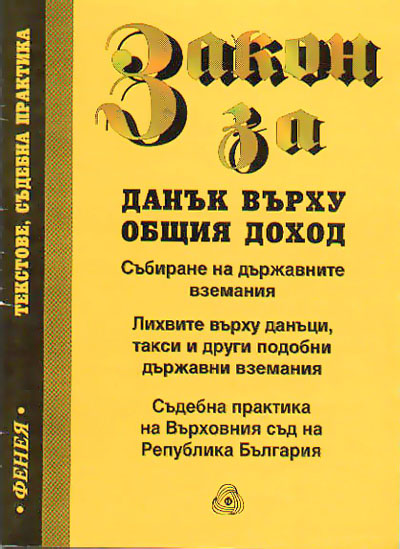 Закон
за
ДАНЪК ВЪРХУ
ОБЩИЯ ДОХОД
Събиране на държавните
вземания
Лихвите върху данъци,
такси и други подобни
държавни вземания
Съдебна практика
на Върховния съд на
Република България
ТЕКСТОВЕ, СЪДЕБНА ПРАКТИКА
• ФЕНЕЯ •
Ф